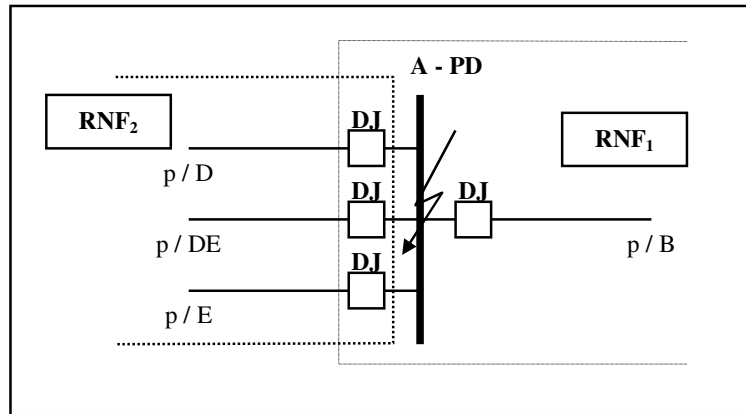 A - PD
RNF₂
DJ
RNF₁
p / D
DJ
DJ
p / DE
p / B
DJ
p / E